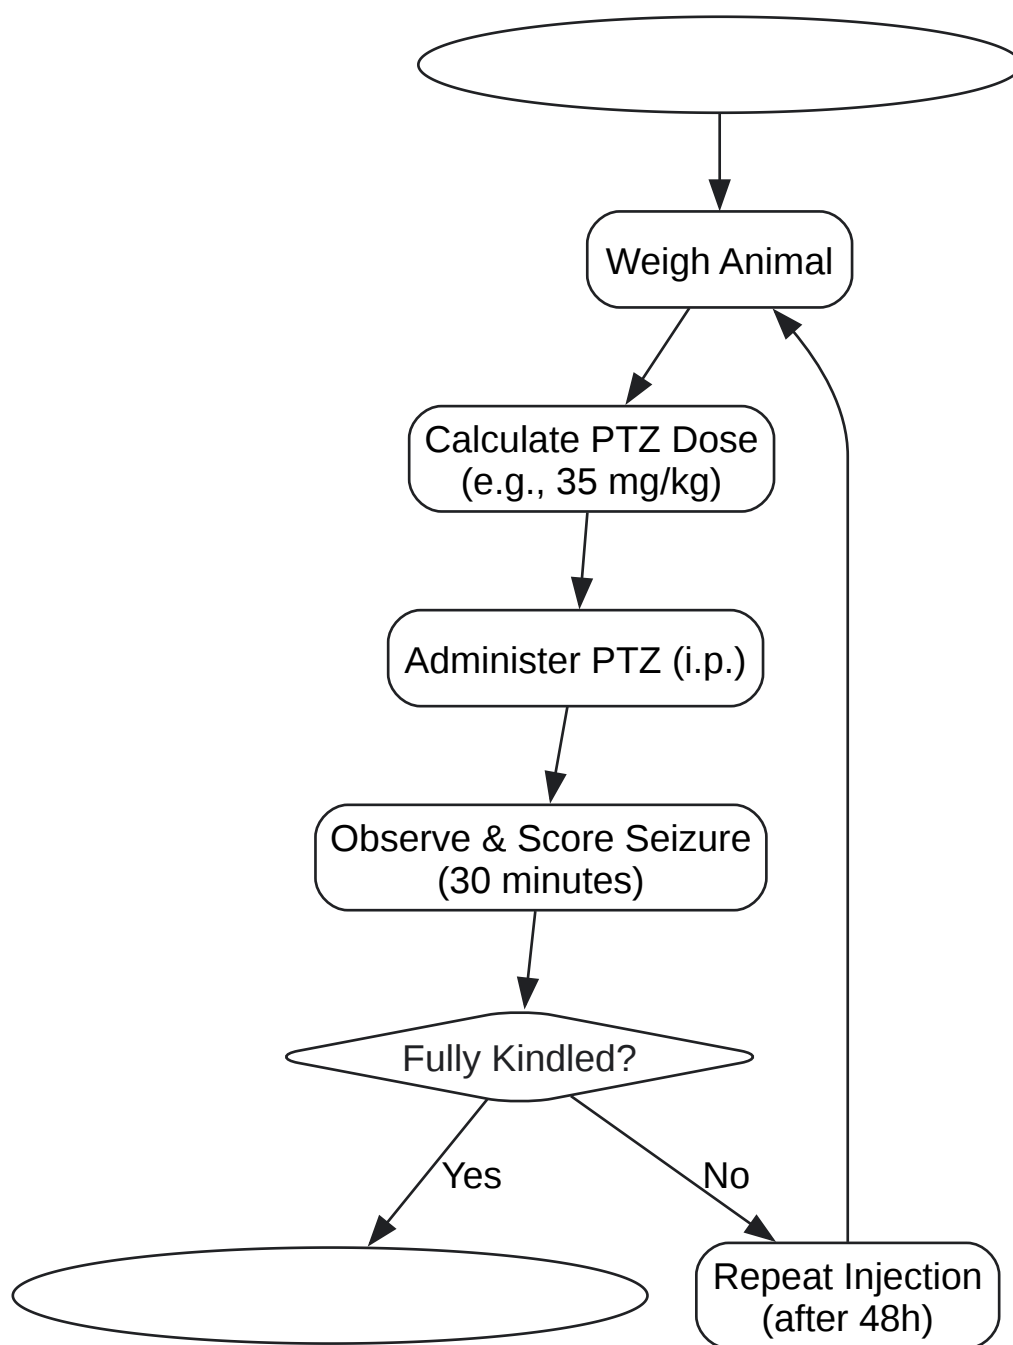 Weigh Animal
Calculate PTZ Dose
(e.g., 35 mg/kg)
Administer PTZ (i.p.)
Observe & Score Seizure
(30 minutes)
Fully Kindled?
Yes
No
Repeat Injection
(after 48h)